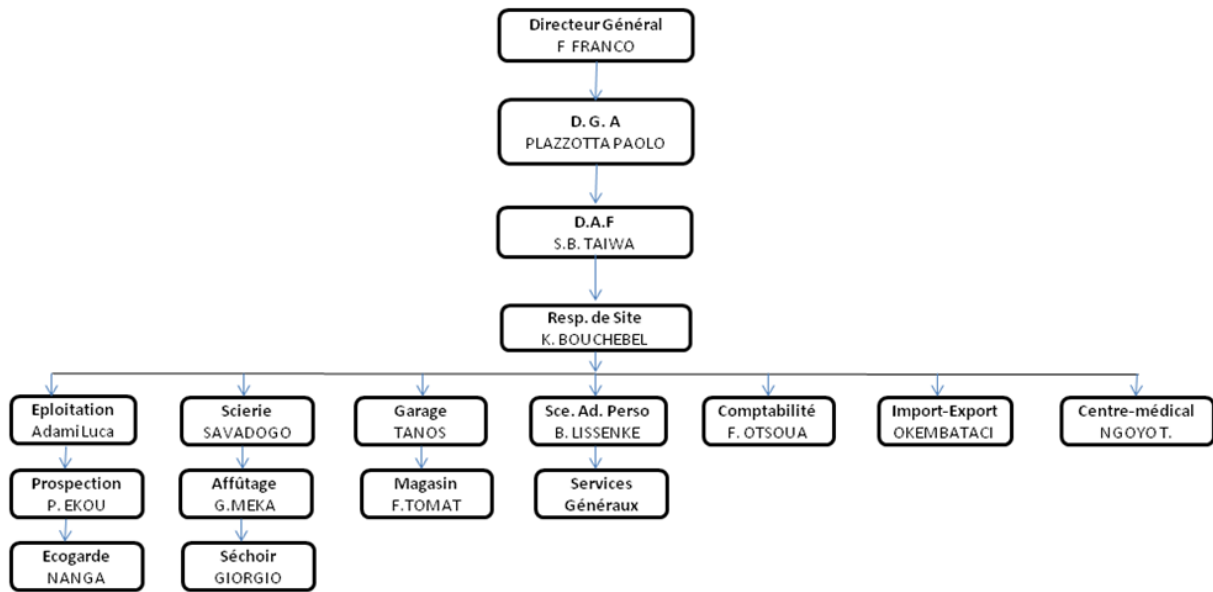 Directeur Général
F FRANCO
D. G. A
PLAZZOTTA PAOLO
D.A.F
S.B. TAIWA
Resp. de Site
K. BOUCHEBEL
Eploitation
Adami Luca
Scierie
SAVADOGO
Garage
TANOS
Sce. Ad. Perso
B. LISSENKE
Comptabilité
F. OTSOUA
Import-Export
OKEMBATACI
Centre-médical
NGOYO T.
Prospection
P. EKOU
Affûtage
G.MEKA
Magasin
F.TOMAT
Services
Généraux
Ecogarde
NANGA
Séchoir
GIORGIO